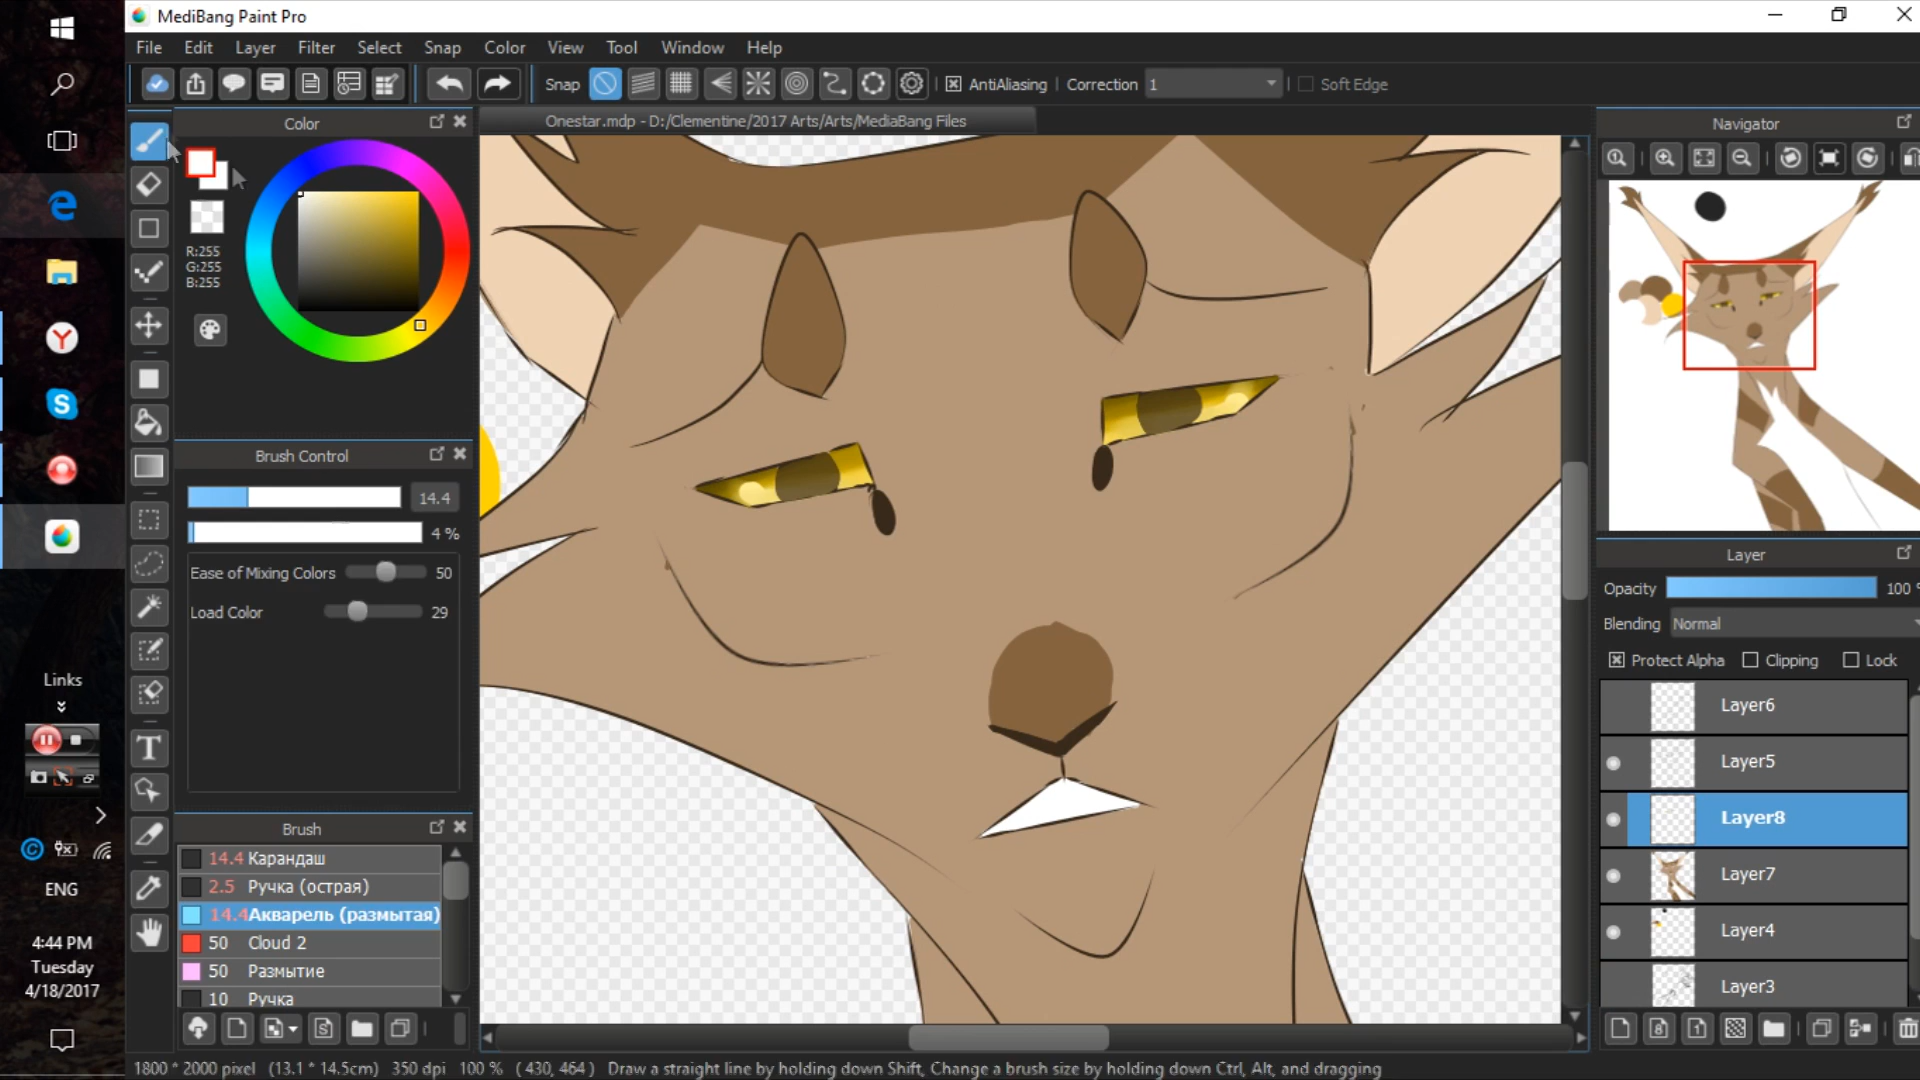 MediBang Paint Pro
File Edit Layer Filter Select Snap Color View Tool Window Help
Snap AntiAliasing Correction 1 Soft Edge
Color
Onestar.mdp - D:/Clementine/2017 Arts/Arts/MediaBang Files
Navigator
R:255
G:255
B:255
Brush Control
14.4
4 %
Ease of Mixing Colors 50
Load Color 29
Layer
Opacity 100 %
Blending Normal
Protect Alpha Clipping Lock
Layer6
Layer5
Layer8
Layer7
Layer4
Layer3
Brush
14.4 Карандаш
2.5 Ручка (острая)
14.4 Акварель (размытая)
50 Cloud 2
50 Размытие
10 Ручка
Links
ENG
4:44 PM
Tuesday
4/18/2017
1800 * 2000 pixel (13.1 * 14.5cm) 350 dpi 100 % ( 430, 464 ) Draw a straight line by holding down Shift, Change a brush size by holding down Ctrl, Alt, and dragging